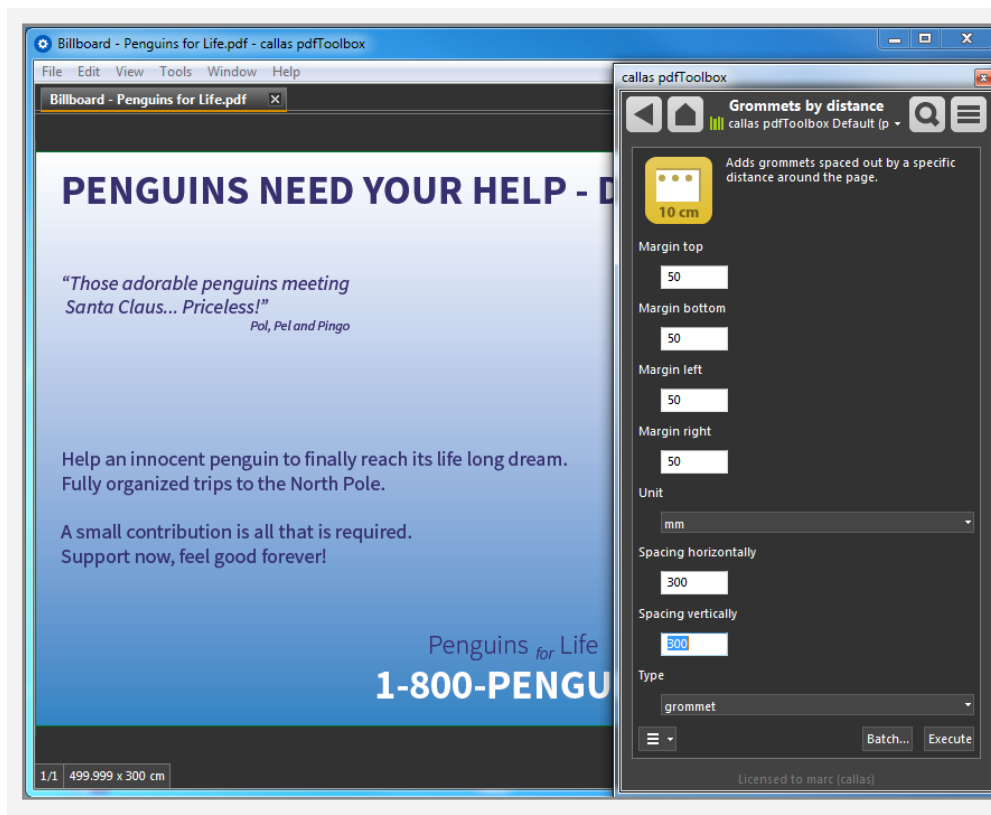 Billboard - Penguins for Life.pdf - callas pdfToolbox
File Edit View Tools Window Help
Billboard - Penguins for Life.pdf
PENGUINS NEED YOUR HELP - D
“Those adorable penguins meeting
Santa Claus... Priceless!”
Pol, Pel and Pingo
Help an innocent penguin to finally reach its life long dream.
Fully organized trips to the North Pole.
A small contribution is all that is required.
Support now, feel good forever!
Penguins for Life
1-800-PENGU
1/1 499.999 x 300 cm
callas pdfToolbox
Grommets by distance
callas pdfToolbox Default (p
10 cm
Adds grommets spaced out by a specific
distance around the page.
Margin top
50
Margin bottom
50
Margin left
50
Margin right
50
Unit
mm
Spacing horizontally
300
Spacing vertically
300
Type
grommet
Batch... Execute
Licensed to marc (callas)